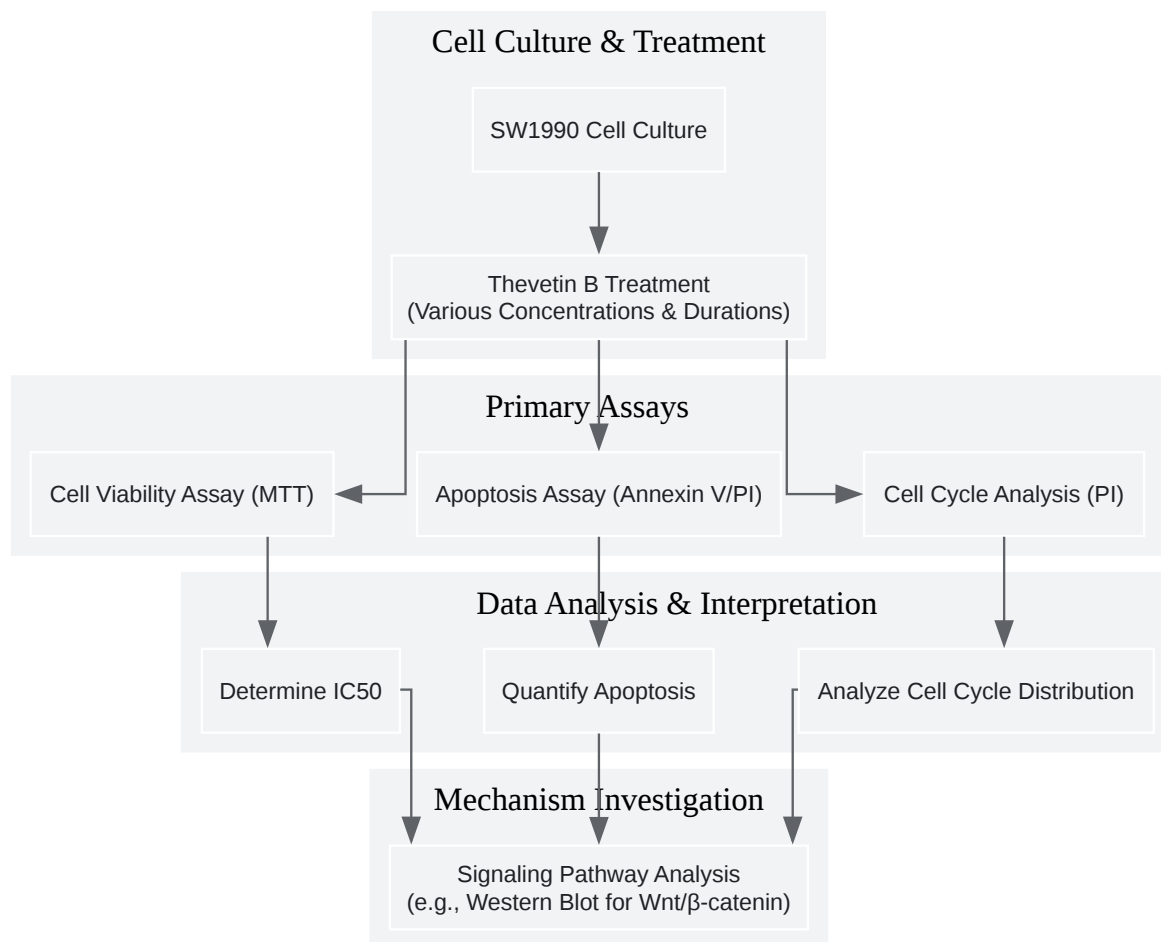 Cell Culture & Treatment
SW1990 Cell Culture
Thevetin B Treatment
(Various Concentrations & Durations)
Primary Assays
Cell Viability Assay (MTT)
Apoptosis Assay (Annexin V/PI)
Cell Cycle Analysis (PI)
Data Analysis & Interpretation
Determine IC50
Quantify Apoptosis
Analyze Cell Cycle Distribution
Mechanism Investigation
Signaling Pathway Analysis
(e.g., Western Blot for Wnt/β-catenin)